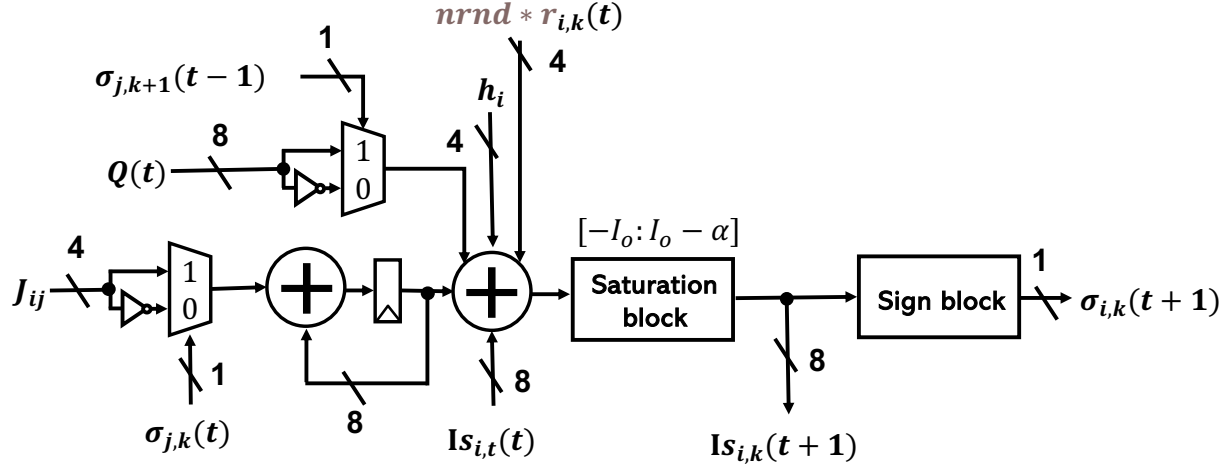 nrnd * r_{i,k}(t)
1
4
σ_{j,k+1}(t − 1)
h_i
8
4
1
Q(t)
0
[−I_o: I_o − α]
4
1
1
J_{ij}
0
Saturation
block
Sign block
σ_{i,k}(t + 1)
1
8
8
8
σ_{j,k}(t)
Is_{i,t}(t)
Is_{i,k}(t + 1)